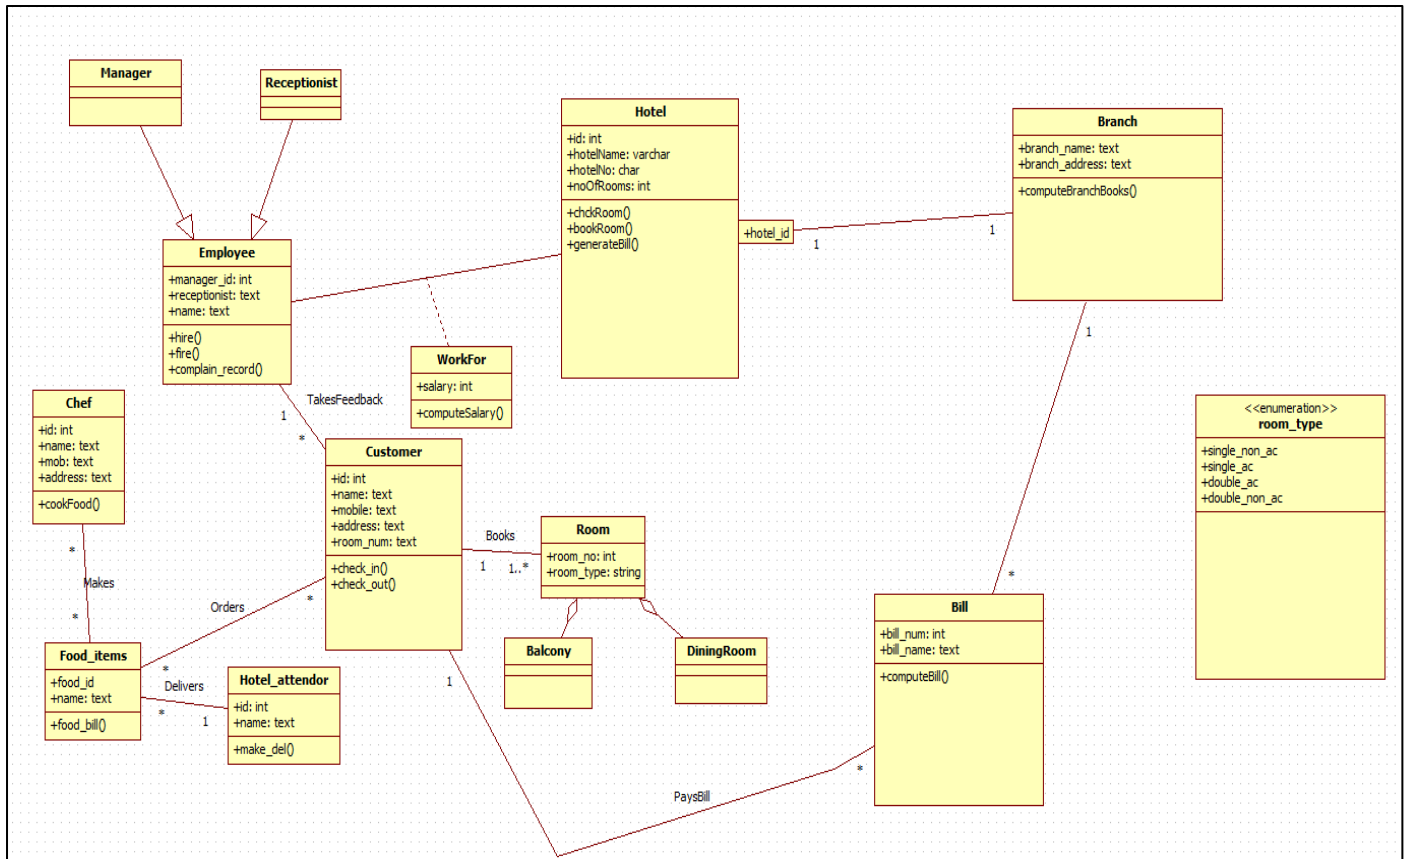 Manager
Receptionist
Hotel
+id: int
+hotelName: varchar
+hotelNo: char
+noOfRooms: int
+chckRoom()
+bookRoom()
+generateBill()
+hotel_id
1
1
Branch
+branch_name: text
+branch_address: text
+computeBranchBooks()
1
Employee
+manager_id: int
+receptionist: text
+name: text
+hire()
+fire()
+complain_record()
WorkFor
+salary: int
+computeSalary()
TakesFeedback
1
*
Chef
+id: int
+name: text
+mob: text
+address: text
+cookFood()
*
Makes
*
Customer
+id: int
+name: text
+mobile: text
+address: text
+room_num: text
+check_in()
+check_out()
Books
1
1..*
Room
+room_no: int
+room_type: string
<<enumeration>>
room_type
+single_non_ac
+single_ac
+double_ac
+double_non_ac
*
Orders
*
*
Bill
+bill_num: int
+bill_name: text
+computeBill()
Balcony
DiningRoom
Food_items
+food_id
+name: text
+food_bill()
Delivers
*
1
Hotel_attendor
+id: int
+name: text
+make_del()
1
PaysBill
*